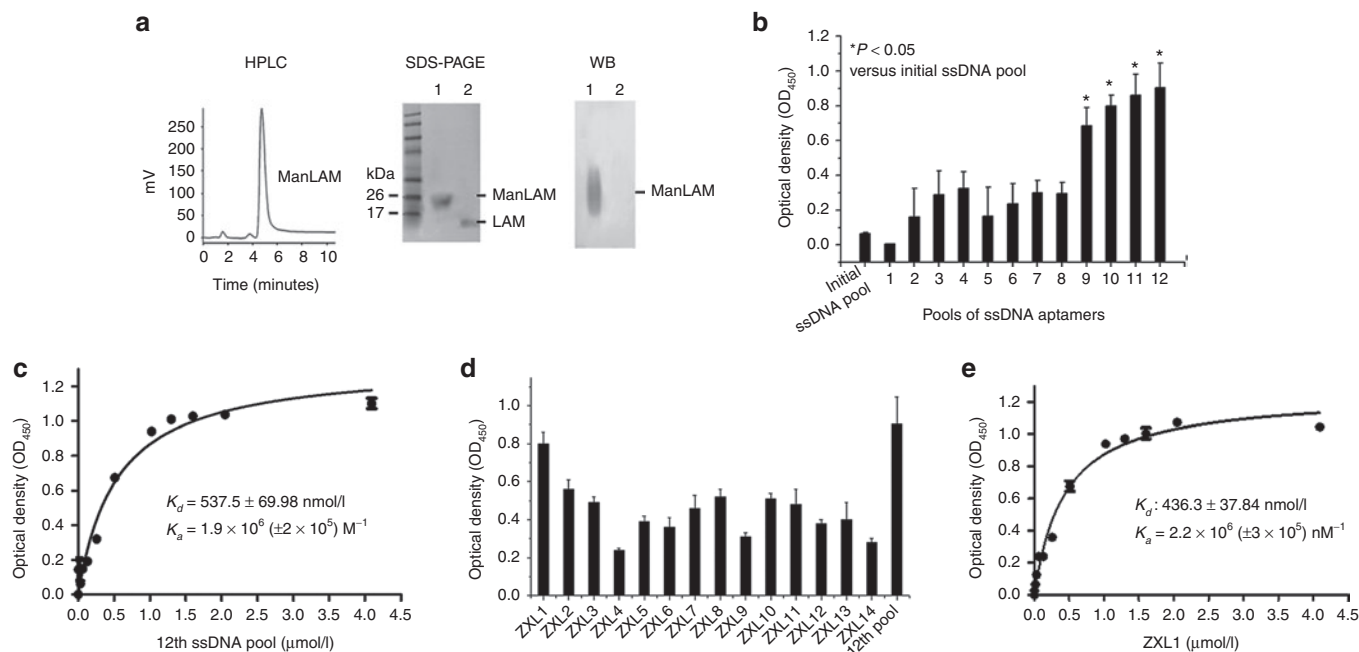 a
HPLC
mV
250
200
150
100
50
0
0 2 4 6 8 10
Time (minutes)
ManLAM
SDS-PAGE
1 2
kDa
26
17
ManLAM
LAM
WB
1 2
ManLAM
b
Optical density (OD450)
1.2
1.0
0.8
0.6
0.4
0.2
0.0
*P < 0.05
versus initial ssDNA pool
* * * *
Initial
ssDNA pool
1 2 3 4 5 6 7 8 9 10 11 12
Pools of ssDNA aptamers
c
Optical density (OD450)
1.2
1.0
0.8
0.6
0.4
0.2
0.0
Kd = 537.5 ± 69.98 nmol/l
Ka = 1.9 × 10⁶ (±2 × 10⁵) M⁻¹
0.0 0.5 1.0 1.5 2.0 2.5 3.0 3.5 4.0 4.5
12th ssDNA pool (μmol/l)
d
Optical density (OD450)
1.0
0.8
0.6
0.4
0.2
0.0
ZXL1 ZXL2 ZXL3 ZXL4 ZXL5 ZXL6 ZXL7 ZXL8 ZXL9 ZXL10 ZXL11 ZXL12 ZXL13 ZXL14 12th pool
e
Optical density (OD450)
1.2
1.0
0.8
0.6
0.4
0.2
0.0
Kd: 436.3 ± 37.84 nmol/l
Ka = 2.2 × 10⁶ (±3 × 10⁵) nM⁻¹
0.0 0.5 1.0 1.5 2.0 2.5 3.0 3.5 4.0 4.5
ZXL1 (μmol/l)